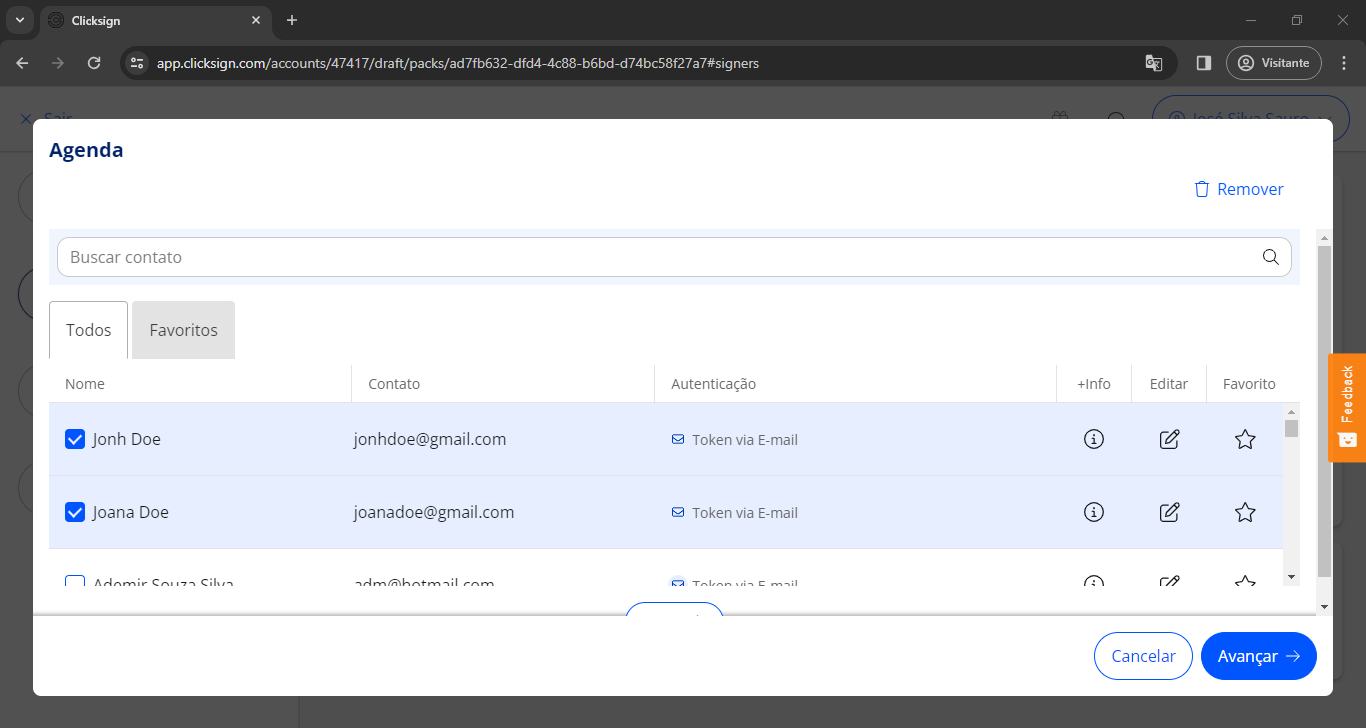 Clicksign
app.clicksign.com/accounts/47417/draft/packs/ad7fb632-dfd4-4c88-b6bd-d74bc58f27a7#signers
Visitante
Sair
José Silva Sauro
Agenda
Remover
Buscar contato
Todos Favoritos
Nome Contato Autenticação +Info Editar Favorito
Jonh Doe jonhdoe@gmail.com Token via E-mail
Joana Doe joanadoe@gmail.com Token via E-mail
Ademir Souza Silva adm@hotmail.com Token via E-mail
Feedback
Cancelar Avançar